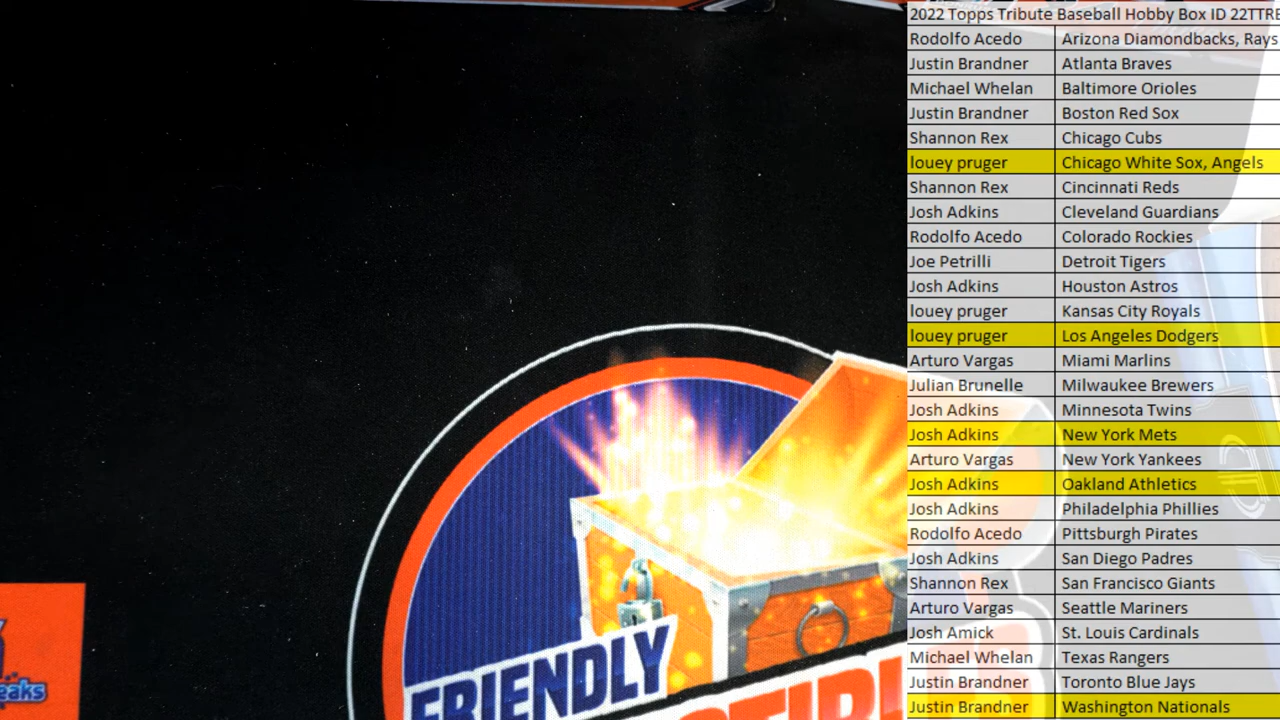 2022 Topps Tribute Baseball Hobby Box ID 22TTRE
Rodolfo Acedo Arizona Diamondbacks, Rays
Justin Brandner Atlanta Braves
Michael Whelan Baltimore Orioles
Justin Brandner Boston Red Sox
Shannon Rex Chicago Cubs
louey pruger Chicago White Sox, Angels
Shannon Rex Cincinnati Reds
Josh Adkins Cleveland Guardians
Rodolfo Acedo Colorado Rockies
Joe Petrilli Detroit Tigers
Josh Adkins Houston Astros
louey pruger Kansas City Royals
louey pruger Los Angeles Dodgers
Arturo Vargas Miami Marlins
Julian Brunelle Milwaukee Brewers
Josh Adkins Minnesota Twins
Josh Adkins New York Mets
Arturo Vargas New York Yankees
Josh Adkins Oakland Athletics
Josh Adkins Philadelphia Phillies
Rodolfo Acedo Pittsburgh Pirates
Josh Adkins San Diego Padres
Shannon Rex San Francisco Giants
Arturo Vargas Seattle Mariners
Josh Amick St. Louis Cardinals
Michael Whelan Texas Rangers
Justin Brandner Toronto Blue Jays
Justin Brandner Washington Nationals
FRIENDLY
eaks